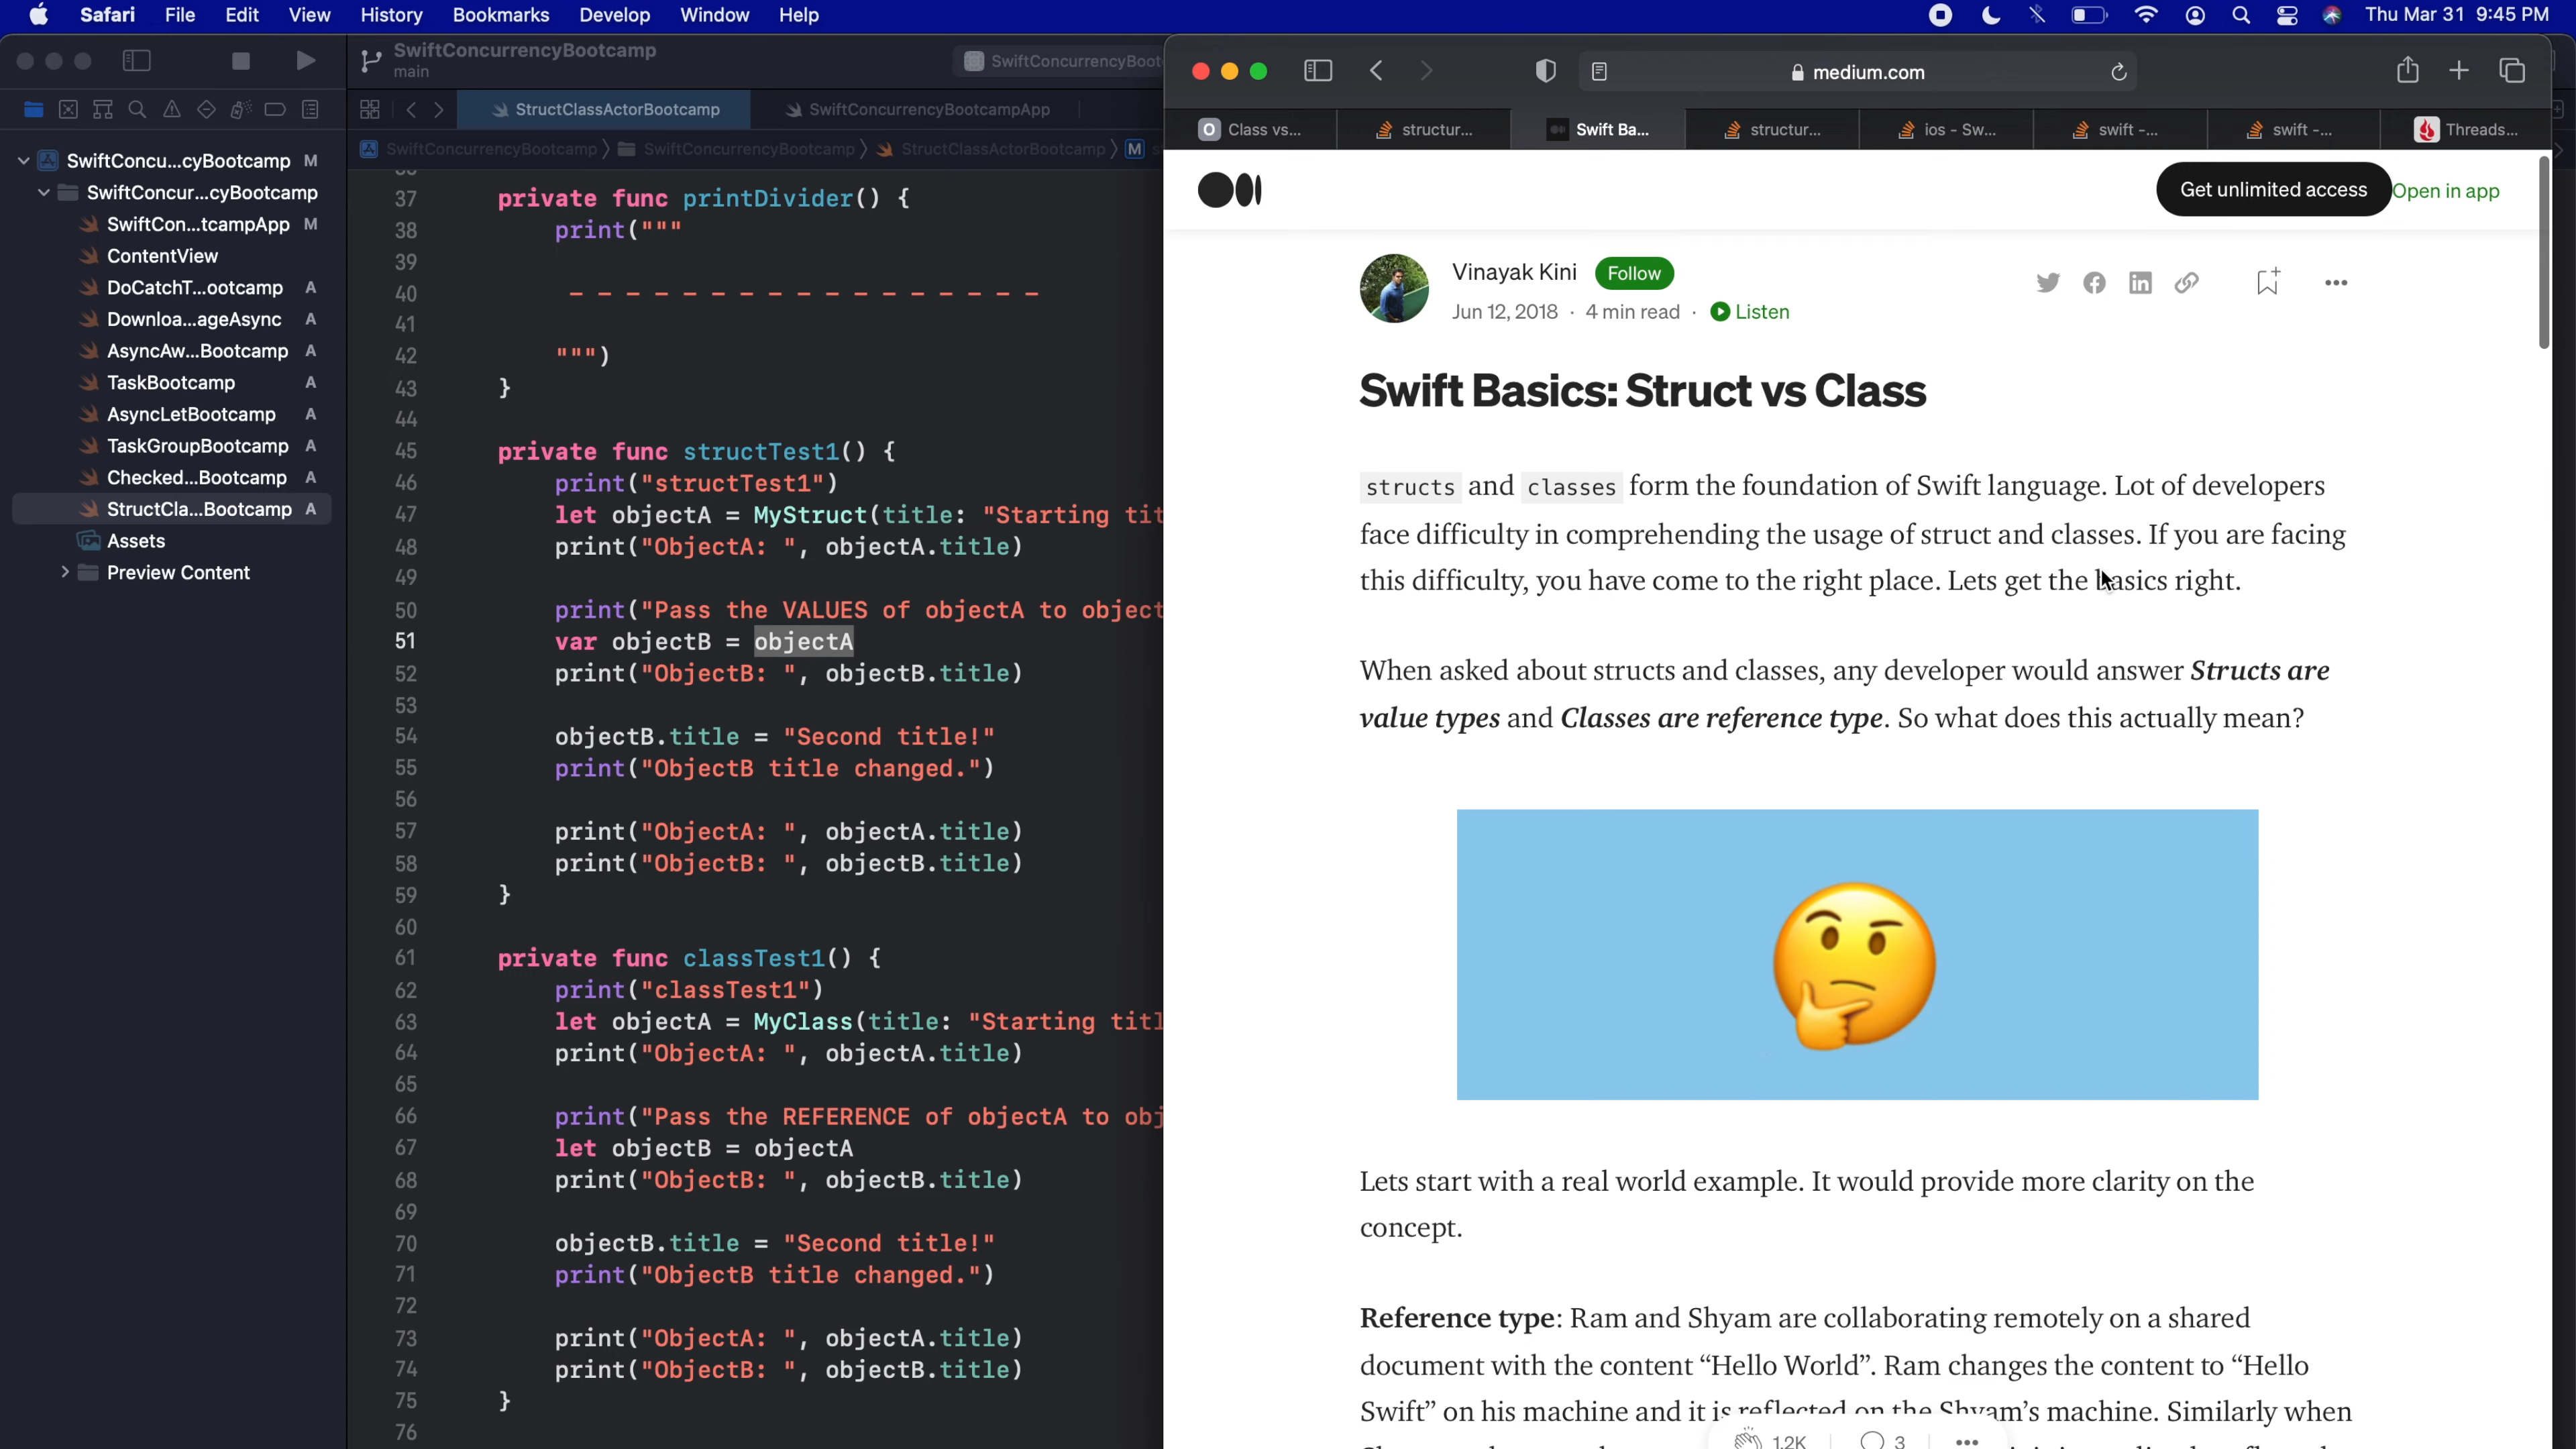 Safari File Edit View History Bookmarks Develop Window Help Thu Mar 31 9:45 PM
SwiftConcurrencyBootcamp
main
SwiftConcurrencyBoot
StructClassActorBootcamp SwiftConcurrencyBootcampApp
SwiftConcurrencyBootcamp SwiftConcurrencyBootcamp StructClassActorBootcamp M
SwiftConcu...cyBootcamp M
SwiftConcur...cyBootcamp
SwiftCon...tcampApp M
ContentView
DoCatchT...ootcamp A
Downloa...ageAsync A
AsyncAw...Bootcamp A
TaskBootcamp A
AsyncLetBootcamp A
TaskGroupBootcamp A
Checked...Bootcamp A
StructCla...Bootcamp A
Assets
Preview Content
37 private func printDivider() {
38 print("""
39
40 - - - - - - - - - - - - - - - - -
41
42 """)
43 }
44
45 private func structTest1() {
46 print("structTest1")
47 let objectA = MyStruct(title: "Starting tit
48 print("ObjectA: ", objectA.title)
49
50 print("Pass the VALUES of objectA to object
51 var objectB = objectA
52 print("ObjectB: ", objectB.title)
53
54 objectB.title = "Second title!"
55 print("ObjectB title changed.")
56
57 print("ObjectA: ", objectA.title)
58 print("ObjectB: ", objectB.title)
59 }
60
61 private func classTest1() {
62 print("classTest1")
63 let objectA = MyClass(title: "Starting titl
64 print("ObjectA: ", objectA.title)
65
66 print("Pass the REFERENCE of objectA to obj
67 let objectB = objectA
68 print("ObjectB: ", objectB.title)
69
70 objectB.title = "Second title!"
71 print("ObjectB title changed.")
72
73 print("ObjectA: ", objectA.title)
74 print("ObjectB: ", objectB.title)
75 }
76
medium.com
O Class vs... structur... Swift Ba... structur... ios - Sw... swift -... swift -... Threads...
Get unlimited access Open in app
Vinayak Kini Follow
Jun 12, 2018 · 4 min read · Listen
Swift Basics: Struct vs Class
structs and classes form the foundation of Swift language. Lot of developers
face difficulty in comprehending the usage of struct and classes. If you are facing
this difficulty, you have come to the right place. Lets get the basics right.
When asked about structs and classes, any developer would answer Structs are
value types and Classes are reference type. So what does this actually mean?
Lets start with a real world example. It would provide more clarity on the
concept.
Reference type: Ram and Shyam are collaborating remotely on a shared
document with the content “Hello World”. Ram changes the content to “Hello
Swift” on his machine and it is reflected on the Shyam’s machine. Similarly when
1.2K 3